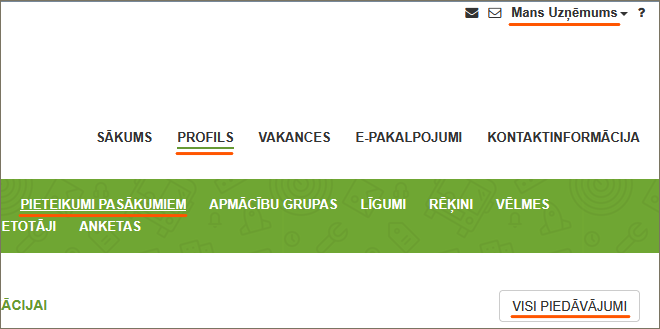 Mans Uzņēmums ?
SĀKUMS PROFILS VAKANCES E-PAKALPOJUMI KONTAKTINFORMĀCIJA
PIETEIKUMI PASĀKUMIEM APMĀCĪBU GRUPAS LĪGUMI RĒĶINI VĒLMES
ETOTĀJI ANKETAS
ĀCIJAI VISI PIEDĀVĀJUMI